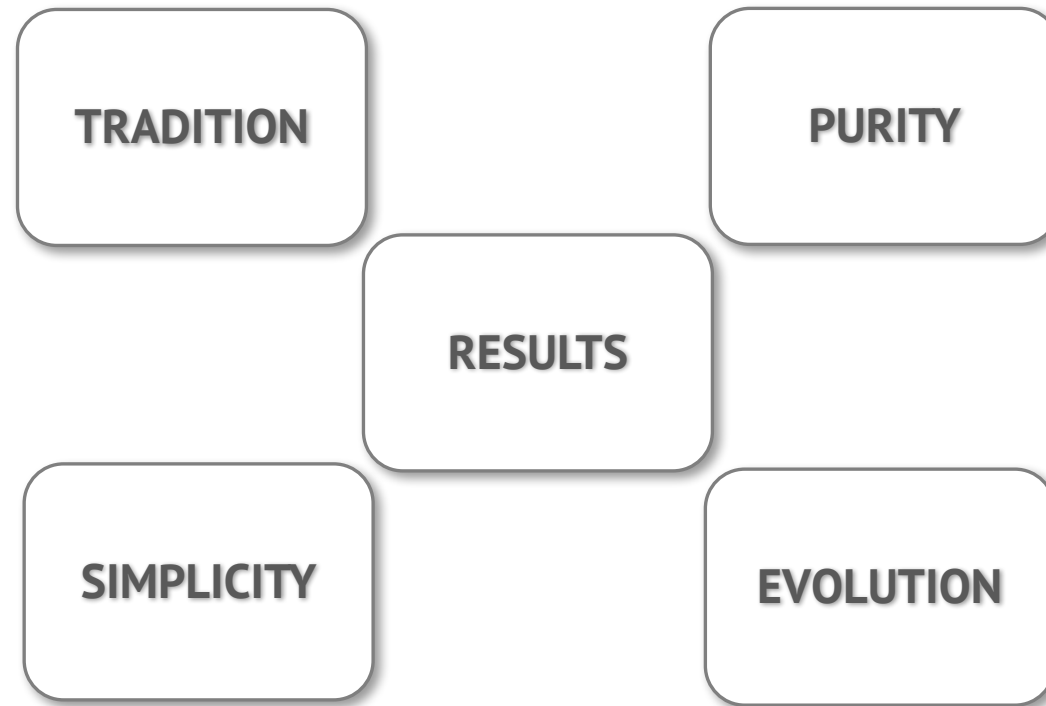 TRADITION
PURITY
RESULTS
SIMPLICITY
EVOLUTION